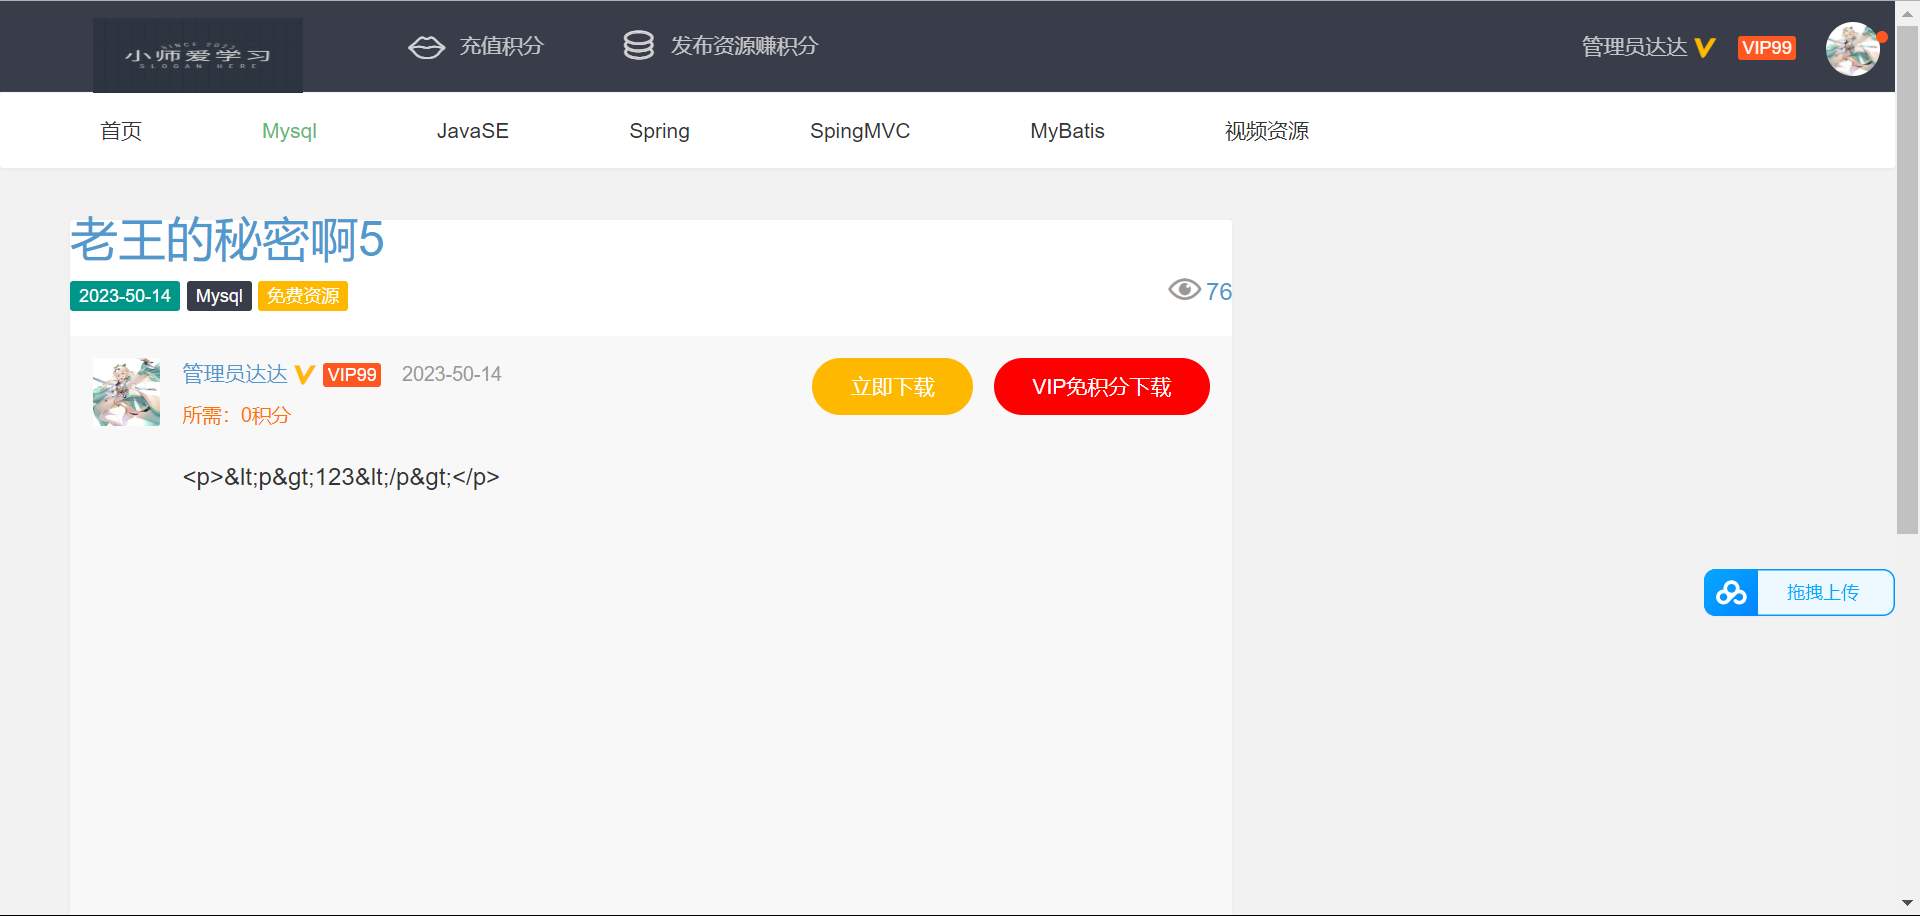 SINCE 2022
小师爱学习
SLOGAN HERE
充值积分
发布资源赚积分
管理员达达 VIP99
首页 Mysql JavaSE Spring SpingMVC MyBatis 视频资源
老王的秘密啊5
2023-50-14 Mysql 免费资源 76
管理员达达 VIP99 2023-50-14
所需：0积分
立即下载 VIP免积分下载
<p>&lt;p&gt;123&lt;/p&gt;</p>
拖拽上传